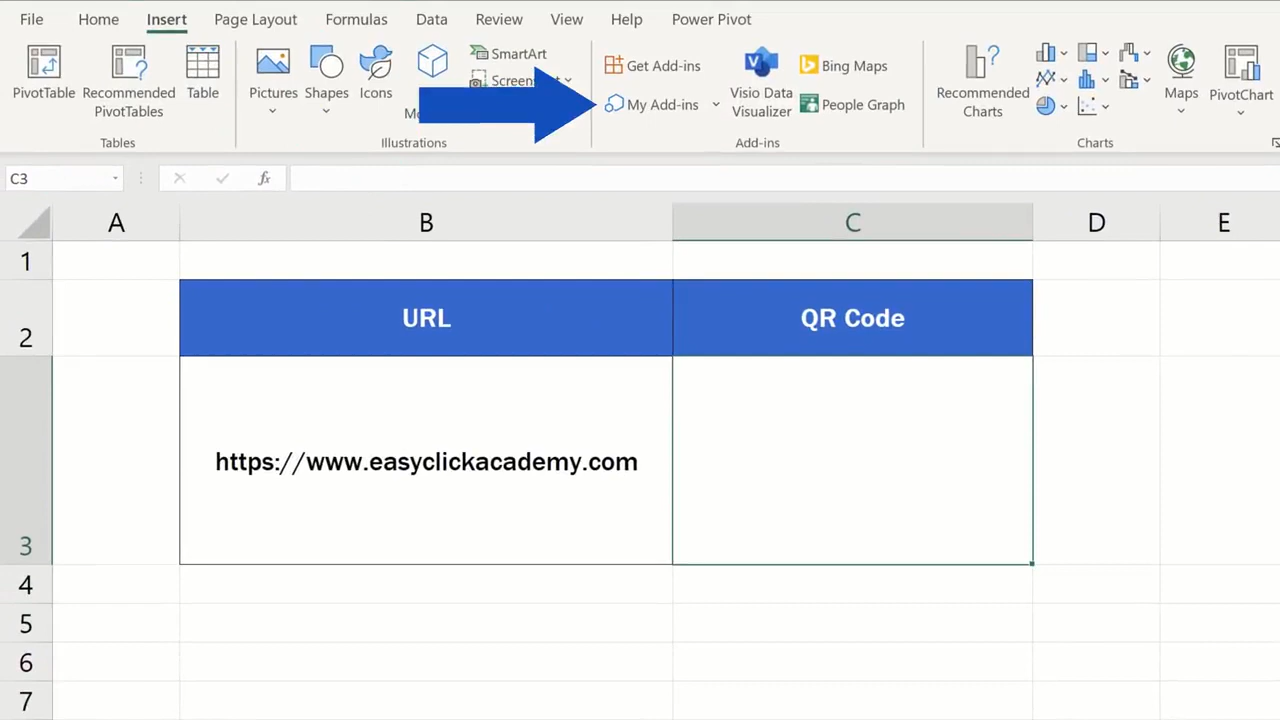 File Home Insert Page Layout Formulas Data Review View Help Power Pivot
PivotTable
Recommended
PivotTables
Table
Tables
Pictures
Shapes
Icons
SmartArt
Illustrations
Get Add-ins
My Add-ins
Visio Data
Visualizer
Bing Maps
People Graph
Add-ins
Recommended
Charts
Maps
PivotChart
Charts
C3
fx
A B C D E
1
2
URL QR Code
3
https://www.easyclickacademy.com
4
5
6
7